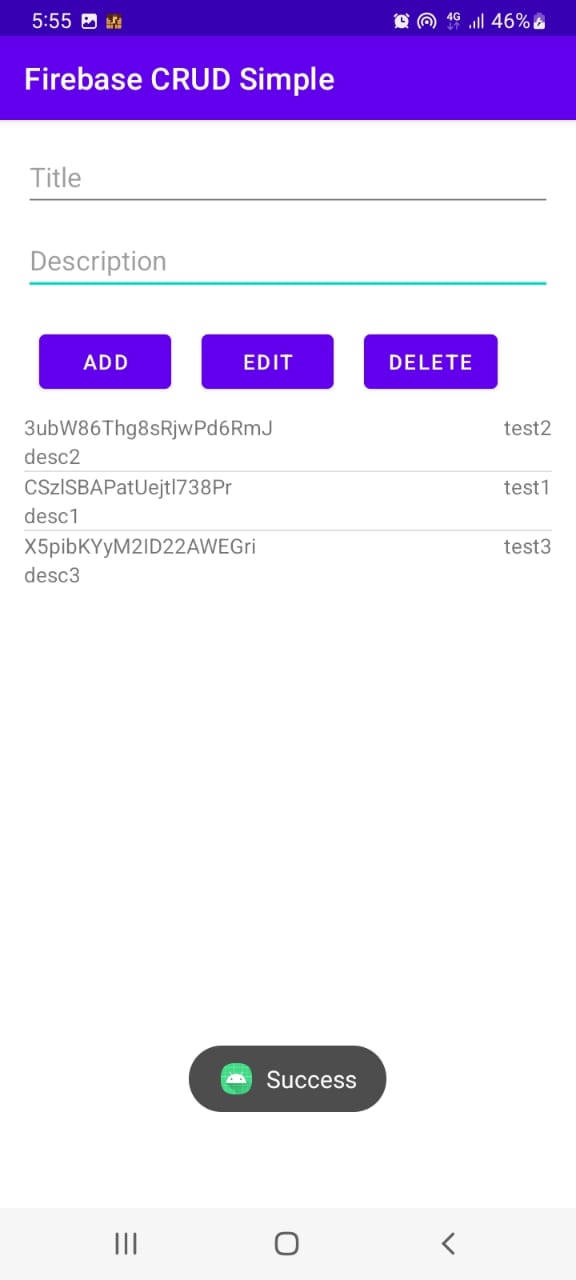 5:55 4G 46%
Firebase CRUD Simple
Title
Description
ADD EDIT DELETE
3ubW86Thg8sRjwPd6RmJ test2
desc2
CSzlSBAPatUejtl738Pr test1
desc1
X5pibKYyM2ID22AWEGri test3
desc3
Success